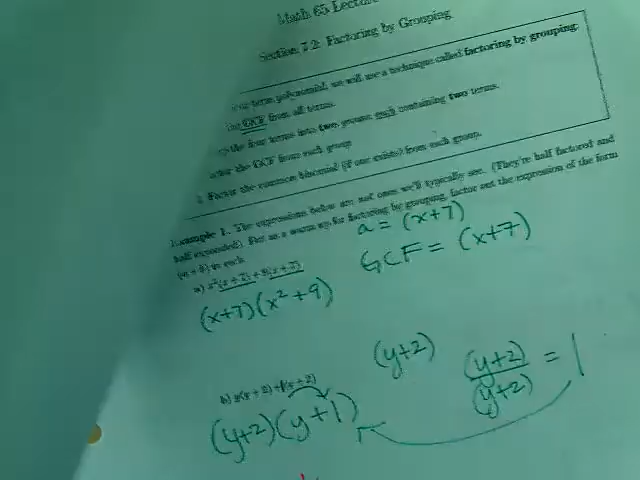 Math 65 Lecture
Section 7.2: Factoring by Grouping
term polynomial, we will use a technique called factoring by grouping.
GCF from all terms.
the four terms into two groups each containing two terms.
the GCF from each group
Factor the common binomial (if one exists) from each group.
Example 1. The expressions below are not ones we'll typically see. (They're half factored and
half expanded). But as a warm up for factoring by grouping, factor out the expression of the form
in each
a = (x+7)
GCF = (x+7)
a) x²(x+7)+9(x+7)
(x+7)(x²+9)
(y+2)
(y+2)/(y+2) = 1
b) y(y+2)+1(y+2)
(y+2)(y+1)